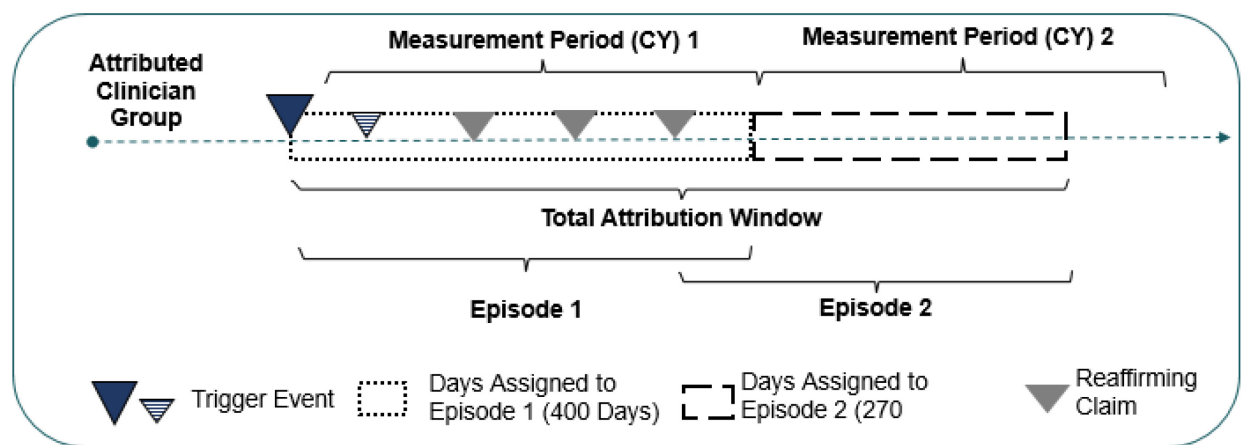 Measurement Period (CY) 1
Measurement Period (CY) 2
Attributed
Clinician
Group
Total Attribution Window
Episode 1
Episode 2
Trigger Event
Days Assigned to
Episode 1 (400 Days)
Days Assigned to
Episode 2 (270
Reaffirming
Claim